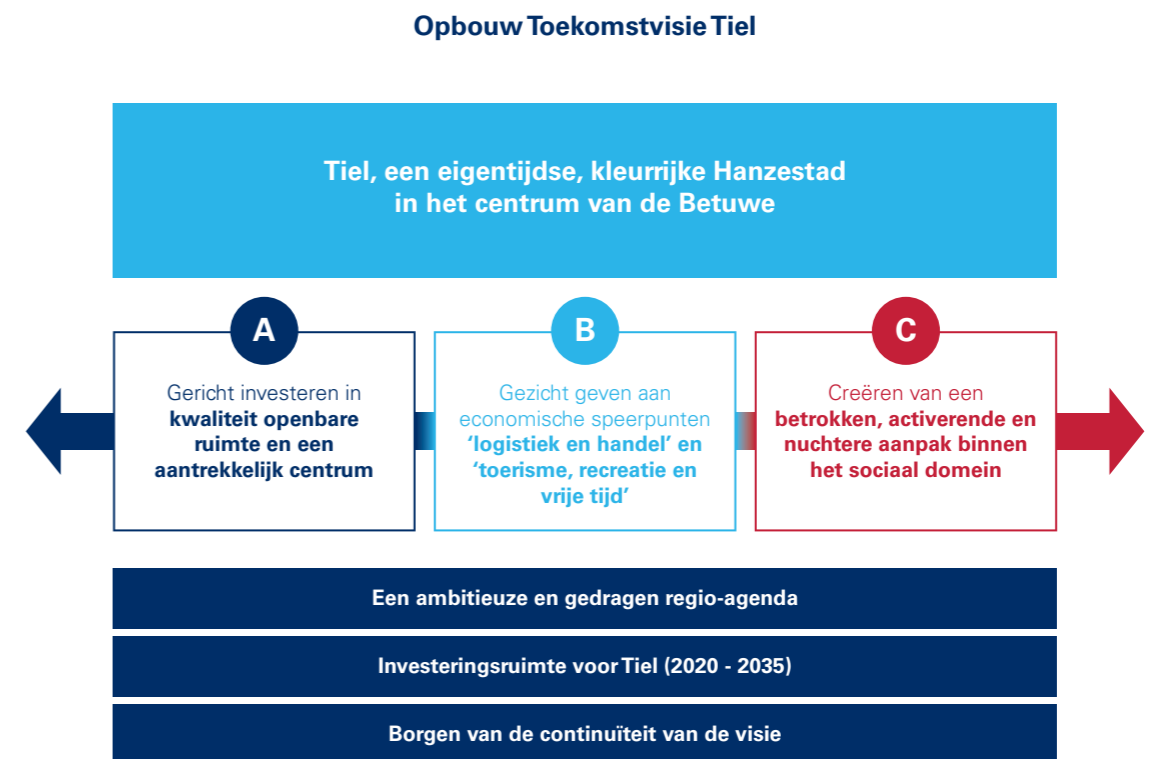 Opbouw Toekomstvisie Tiel
Tiel, een eigentijdse, kleurrijke Hanzestad
in het centrum van de Betuwe
A
Gericht investeren in
kwaliteit openbare
ruimte en een
aantrekkelijk centrum
B
Gezicht geven aan
economische speerpunten
‘logistiek en handel’ en
‘toerisme, recreatie en
vrije tijd’
C
Creëren van een
betrokken, activerende en
nuchtere aanpak binnen
het sociaal domein
Een ambitieuze en gedragen regio-agenda
Investeringsruimte voor Tiel (2020 - 2035)
Borgen van de continuïteit van de visie